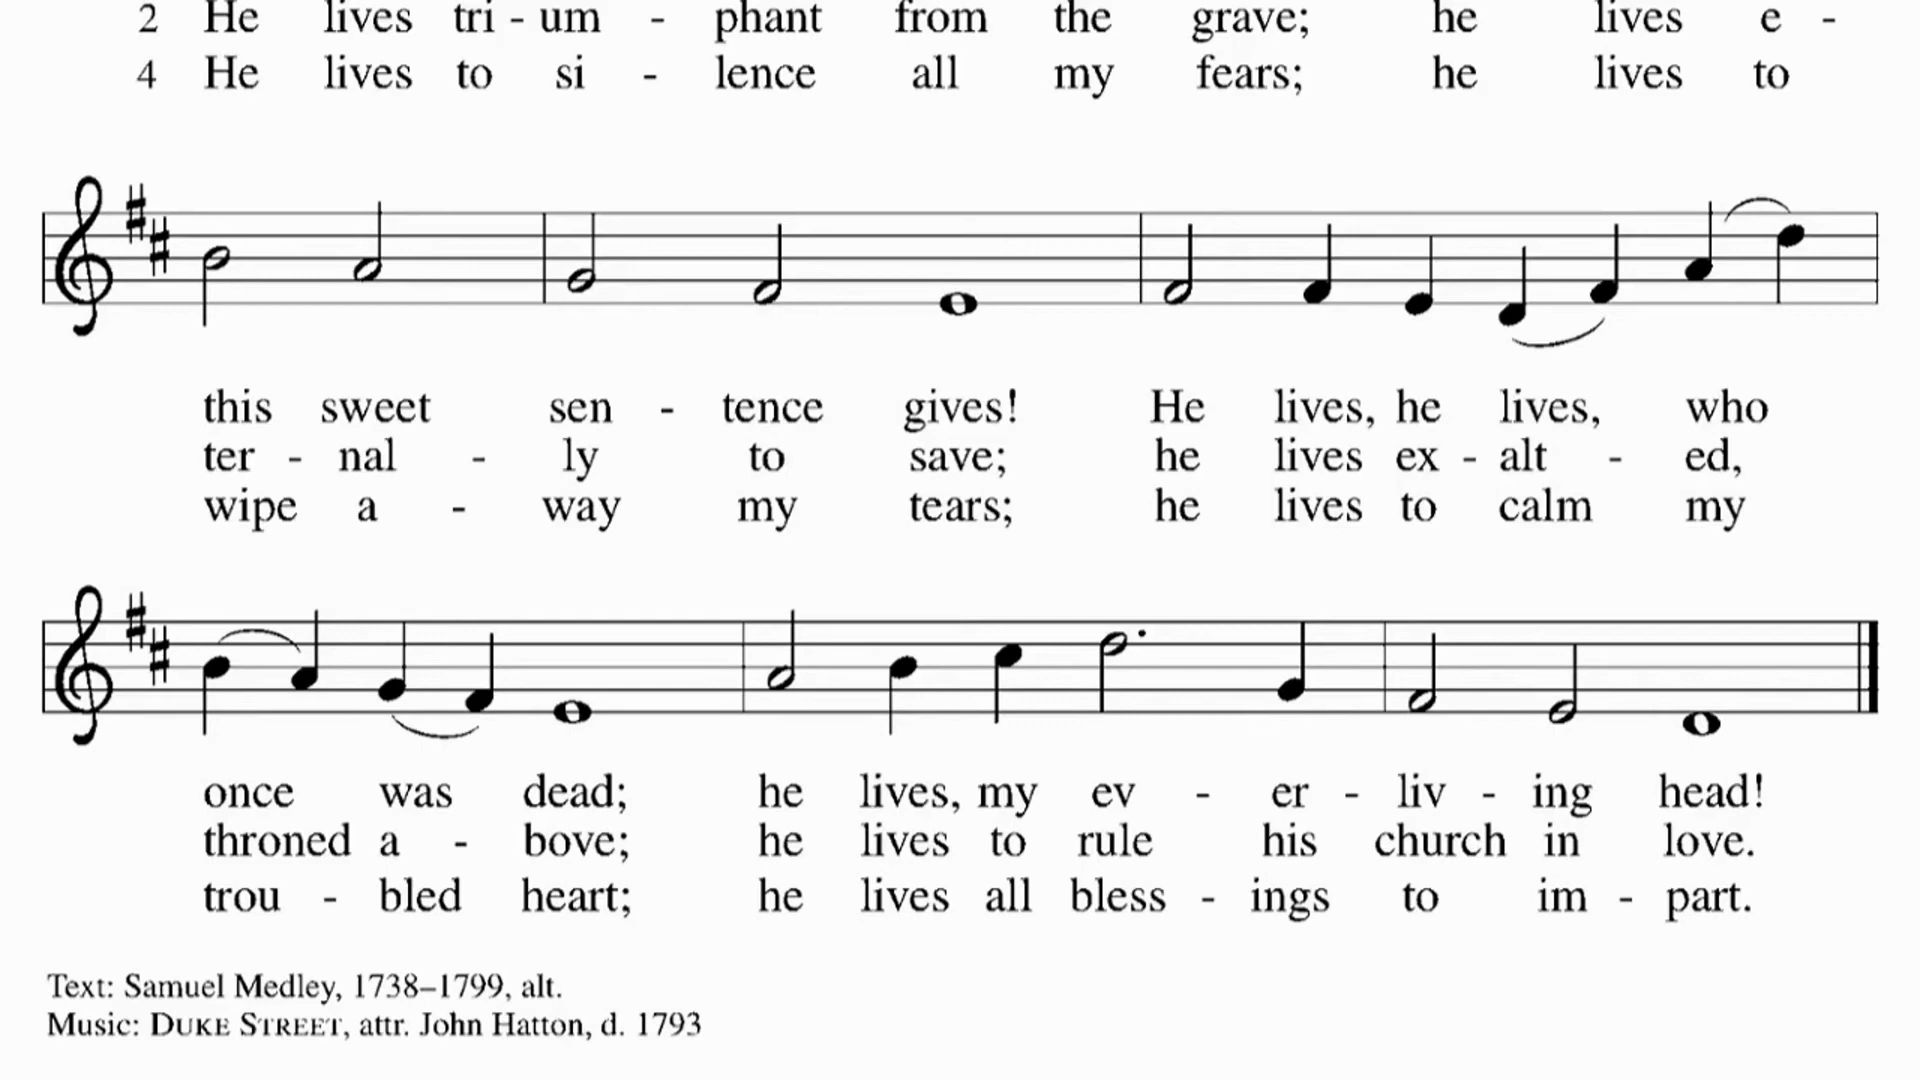 2 He lives tri - um - phant from the grave; he lives e -
4 He lives to si - lence all my fears; he lives to
this sweet sen - tence gives! He lives, he lives, who
ter - nal - ly to save; he lives ex - alt - ed,
wipe a - way my tears; he lives to calm my
once was dead; he lives, my ev - er - liv - ing head!
throned a - bove; he lives to rule his church in love.
trou - bled heart; he lives all bless - ings to im - part.
Text: Samuel Medley, 1738–1799, alt.
Music: DUKE STREET, attr. John Hatton, d. 1793